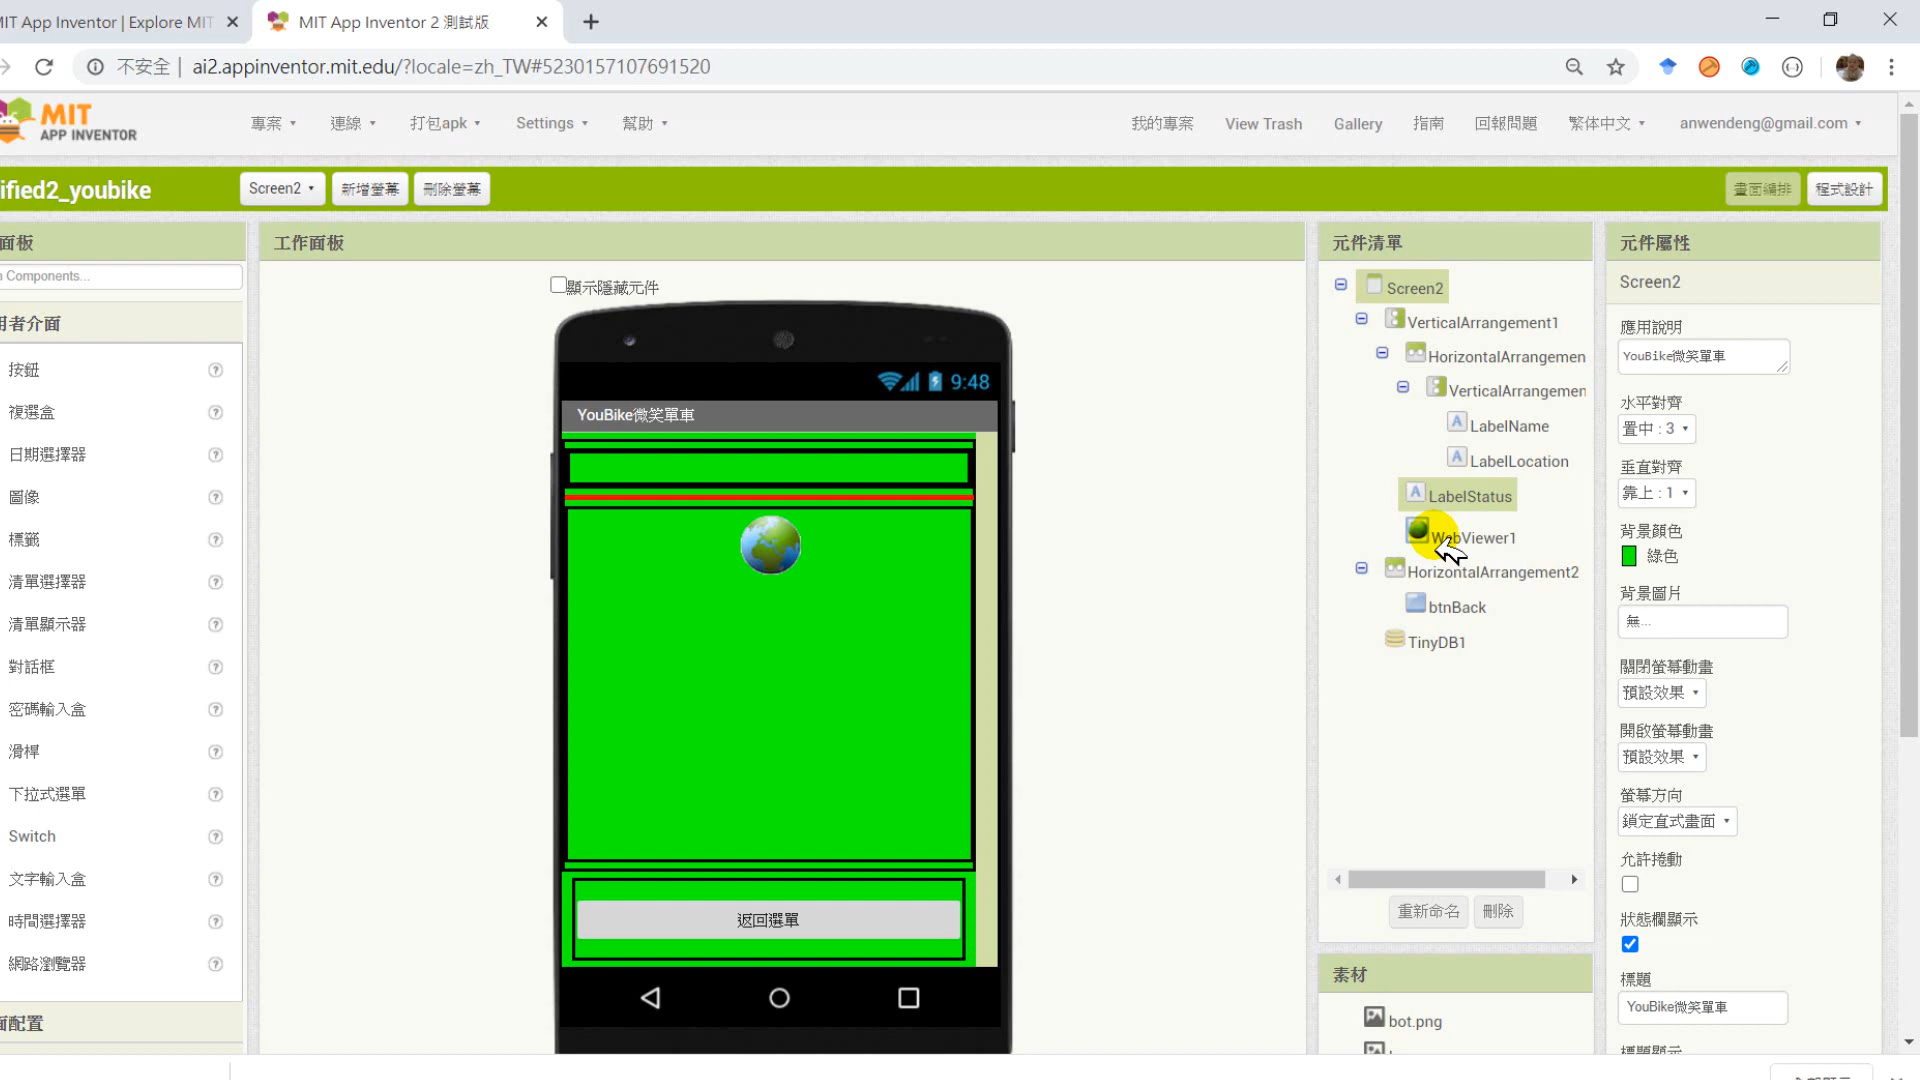 MIT App Inventor | Explore MIT
MIT App Inventor 2 測試版
不安全 | ai2.appinventor.mit.edu/?locale=zh_TW#5230157107691520
MIT
APP INVENTOR
專案
連線
打包apk
Settings
幫助
我的專案
View Trash
Gallery
指南
回報問題
繁体中文
anwendeng@gmail.com
ified2_youbike
Screen2
新增螢幕
刪除螢幕
畫面編排
程式設計
面板
工作面板
元件清單
元件屬性
Components...
用者介面
按鈕
複選盒
日期選擇器
圖像
標籤
清單選擇器
清單顯示器
對話框
密碼輸入盒
滑桿
下拉式選單
Switch
文字輸入盒
時間選擇器
網路瀏覽器
面配置
顯示隱藏元件
9:48
YouBike微笑單車
返回選單
Screen2
VerticalArrangement1
HorizontalArrangemen
VerticalArrangemen
LabelName
LabelLocation
LabelStatus
WebViewer1
HorizontalArrangement2
btnBack
TinyDB1
重新命名
刪除
素材
bot.png
Screen2
應用說明
YouBike微笑單車
水平對齊
置中 : 3
垂直對齊
靠上 : 1
背景顏色
綠色
背景圖片
無...
關閉螢幕動畫
預設效果
開啟螢幕動畫
預設效果
螢幕方向
鎖定直式畫面
允許捲動
狀態欄顯示
標題
YouBike微笑單車
標題顯示